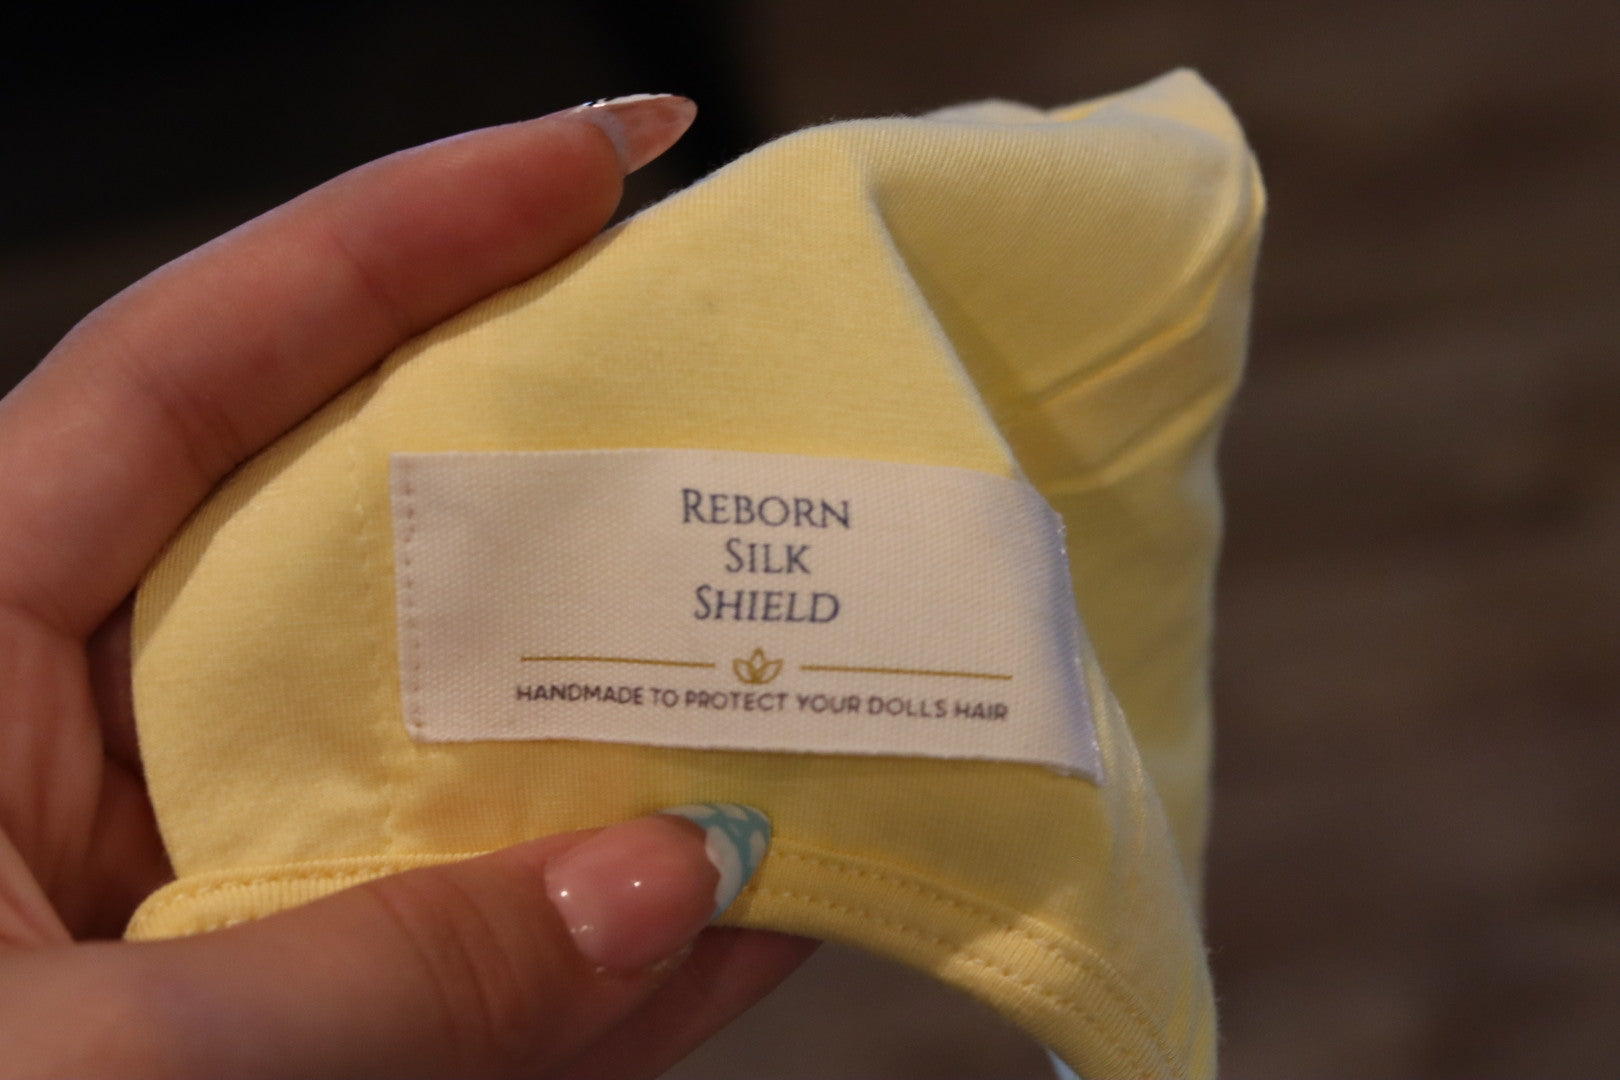 REBORN
SILK
SHIELD
HANDMADE TO PROTECT YOUR DOLLS HAIR